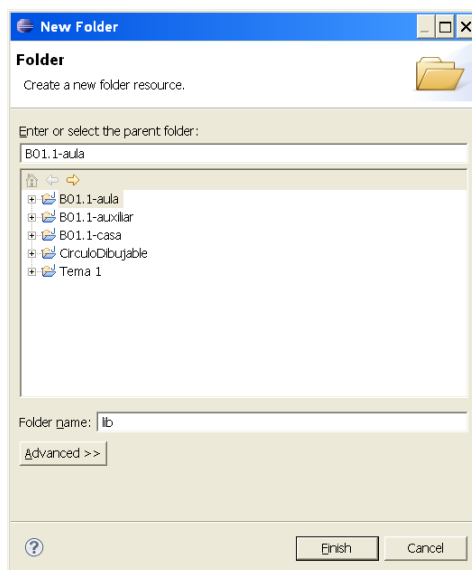 New Folder
Folder
Create a new folder resource.
Enter or select the parent folder:
B01.1-aula
B01.1-aula
B01.1-auxiliar
B01.1-casa
CirculoDibujable
Tema 1
Folder name: lib
Advanced >>
Finish Cancel